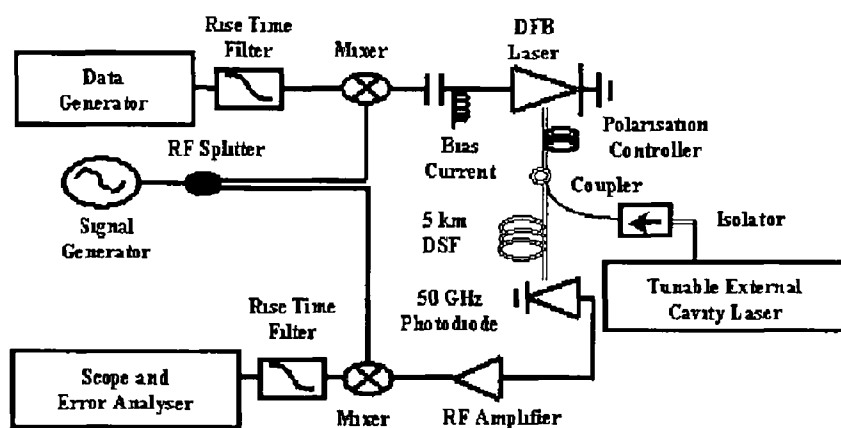 Rise Time
Filter
Mixer
DFB
Laser
Data
Generator
Bias
Current
Polarisation
Controller
RF Splitter
Signal
Generator
Coupler
5 km
DSF
Isolator
Tunable External
Cavity Laser
50 GHz
Photodiode
Rise Time
Filter
Scope and
Error Analyser
Mixer
RF Amplifier